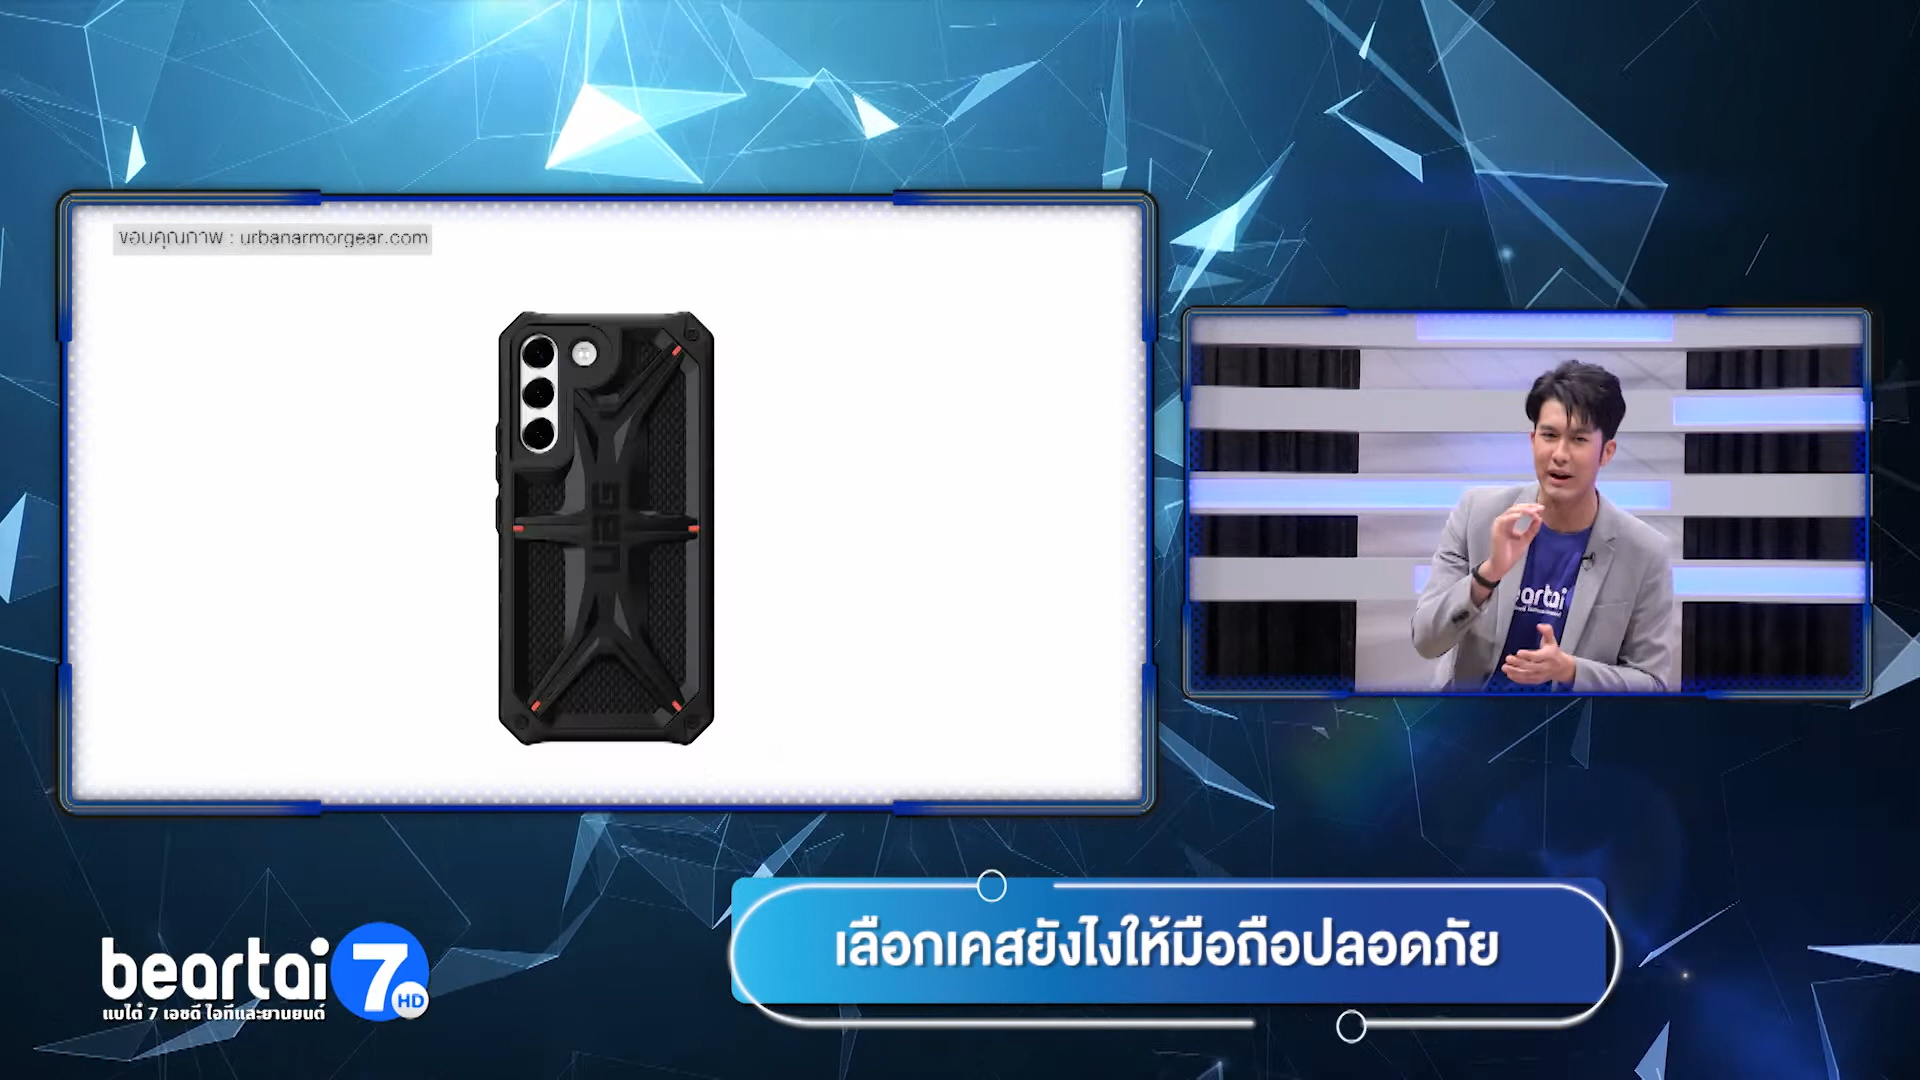 ขอบคุณภาพ : urbanarmorgear.com
UAG
beartai
เลือกเคสยังไงให้มือถือปลอดภัย
beartai 7 HD
แบไต๋ 7 เอชดี ไอทีและยานยนต์